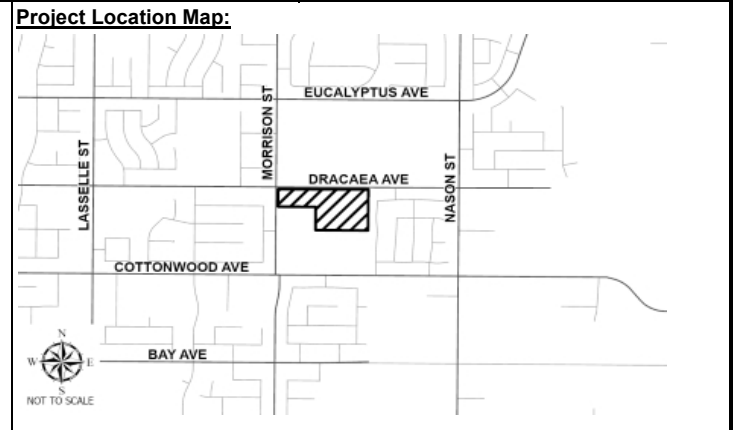 Project Location Map:
EUCALYPTUS AVE
MORRISON ST
LASSELLE ST
DRACAEA AVE
NASON ST
COTTONWOOD AVE
BAY AVE
N
W E
S
NOT TO SCALE